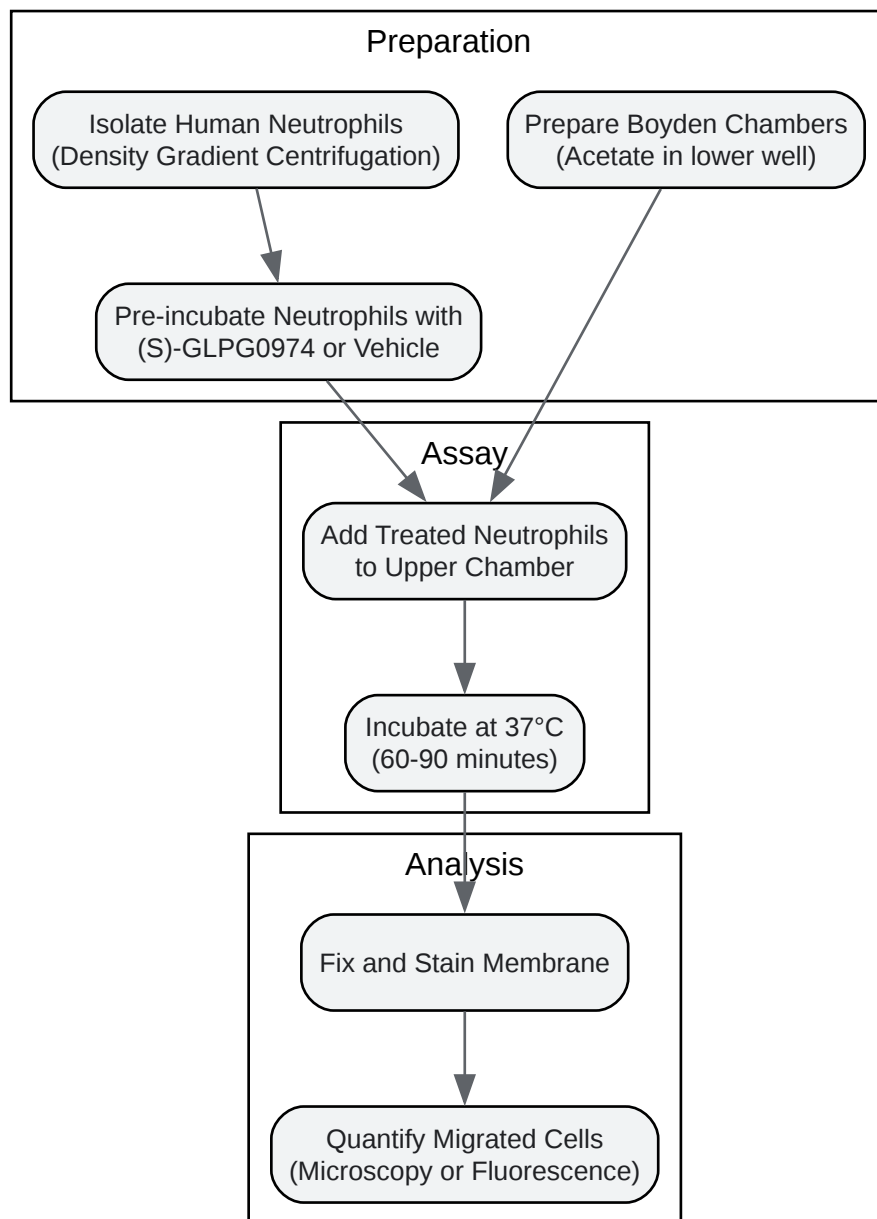 Preparation
Isolate Human Neutrophils
(Density Gradient Centrifugation)
Prepare Boyden Chambers
(Acetate in lower well)
Pre-incubate Neutrophils with
(S)-GLPG0974 or Vehicle
Assay
Add Treated Neutrophils
to Upper Chamber
Incubate at 37°C
(60-90 minutes)
Analysis
Fix and Stain Membrane
Quantify Migrated Cells
(Microscopy or Fluorescence)